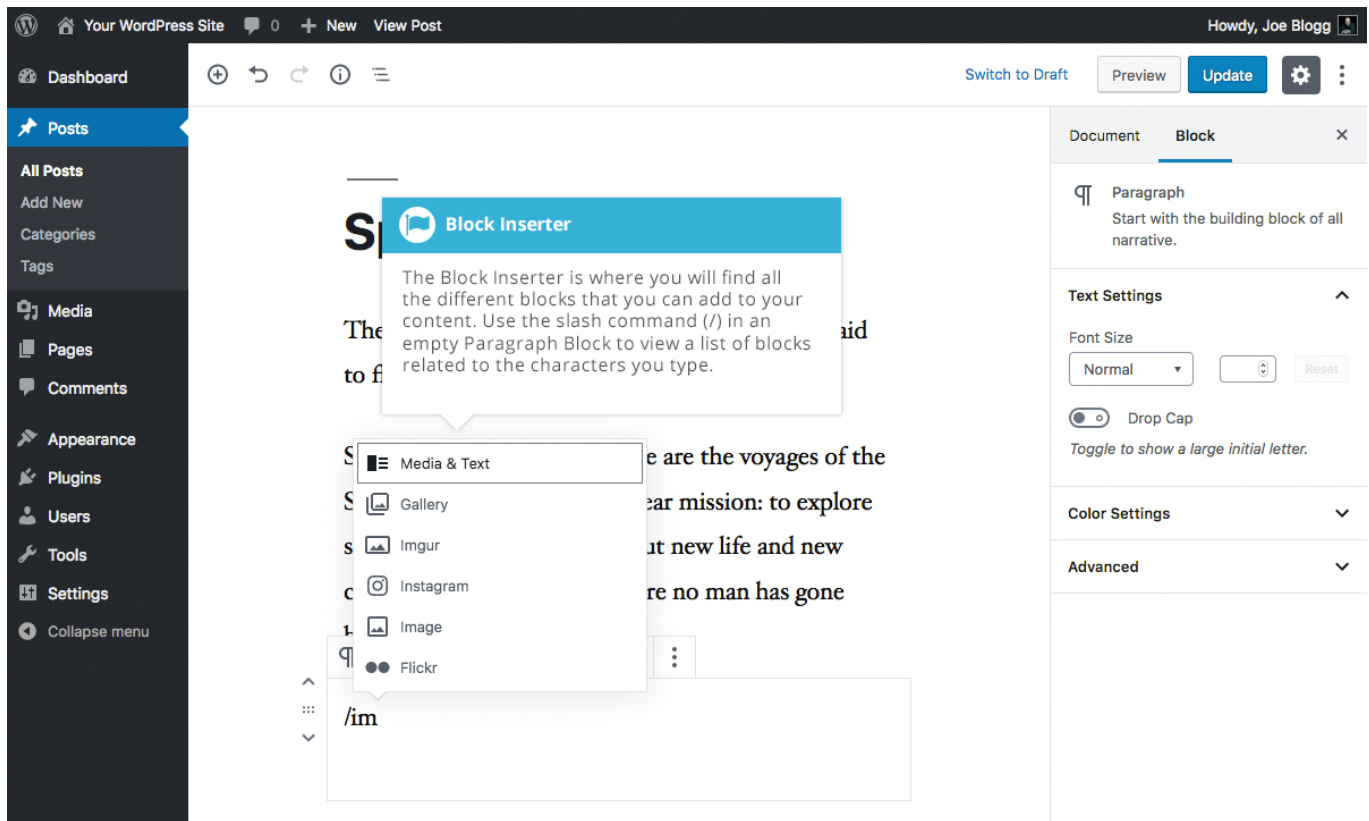 Your WordPress Site 0 New View Post Howdy, Joe Blogg
Dashboard
Posts
All Posts
Add New
Categories
Tags
Media
Pages
Comments
Appearance
Plugins
Users
Tools
Settings
Collapse menu
Switch to Draft Preview Update
Block Inserter
The Block Inserter is where you will find all
the different blocks that you can add to your
content. Use the slash command (/) in an
empty Paragraph Block to view a list of blocks
related to the characters you type.
The
to
e are the voyages of the
ear mission: to explore
new life and new
re no man has gone
Media & Text
Gallery
Imgur
Instagram
Image
Flickr
/im
Document Block
Paragraph
Start with the building block of all
narrative.
Text Settings
Font Size
Normal Reset
Drop Cap
Toggle to show a large initial letter.
Color Settings
Advanced